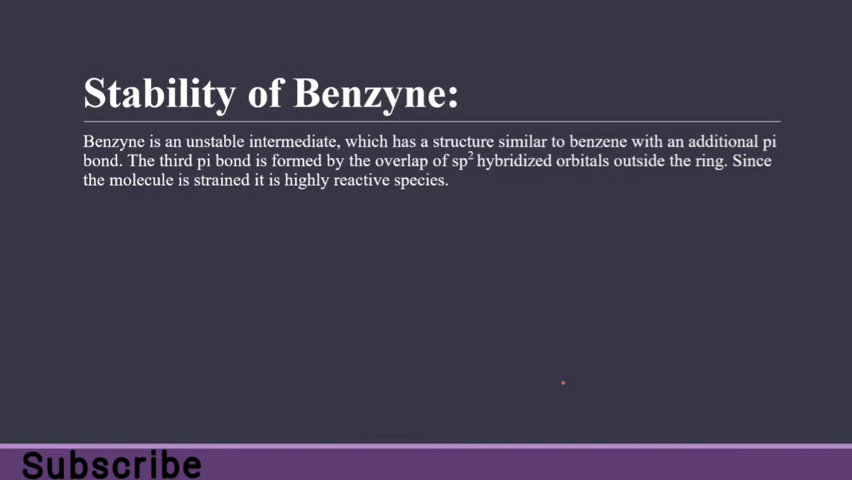 Stability of Benzyne:
Benzyne is an unstable intermediate, which has a structure similar to benzene with an additional pi
bond. The third pi bond is formed by the overlap of sp² hybridized orbitals outside the ring. Since
the molecule is strained it is highly reactive species.
Subscribe